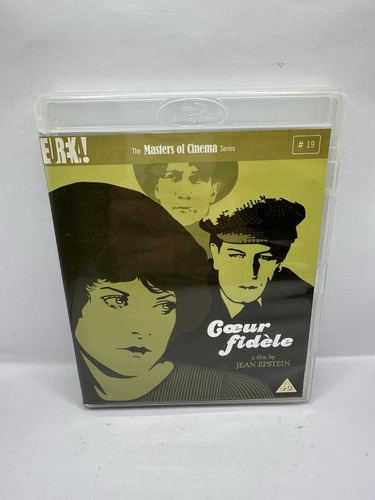 EUREKA!
The Masters of Cinema Series
# 19
Cœur
fidèle
a film by
JEAN EPSTEIN
PG